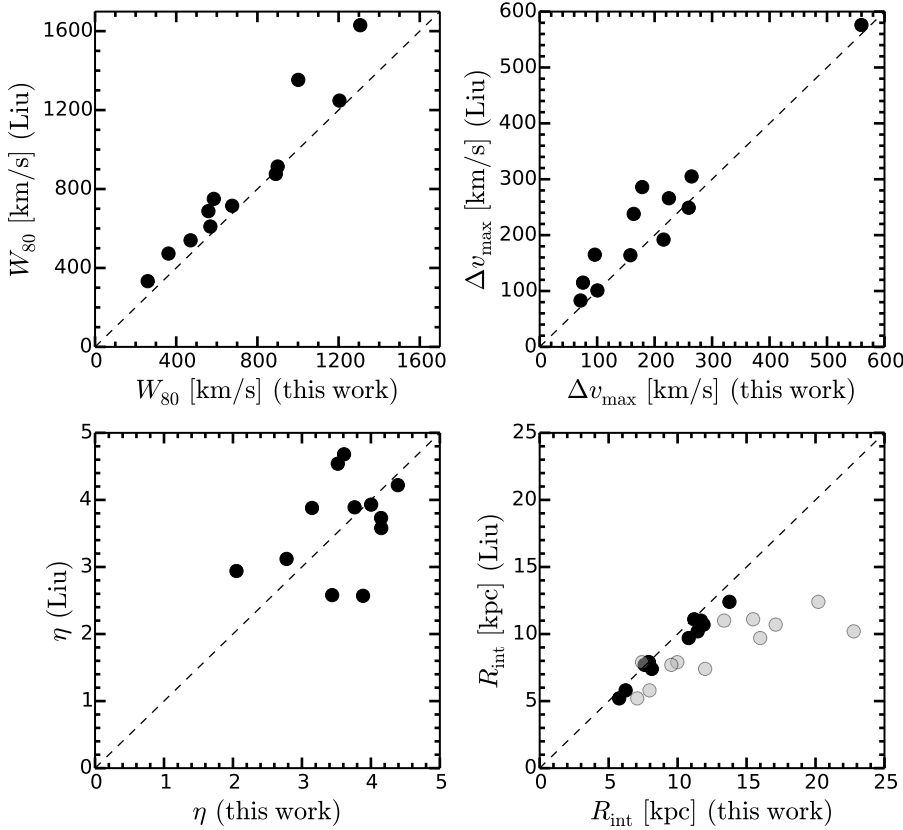 1600
1200
800
400
0
W80 [km/s] (Liu)
0 400 800 1200 1600
W80 [km/s] (this work)
600
500
400
300
200
100
0
Δvmax [km/s] (Liu)
0 100 200 300 400 500 600
Δvmax [km/s] (this work)
5
4
3
2
1
0
η (Liu)
0 1 2 3 4 5
η (this work)
25
20
15
10
5
0
Rint [kpc] (Liu)
0 5 10 15 20 25
Rint [kpc] (this work)